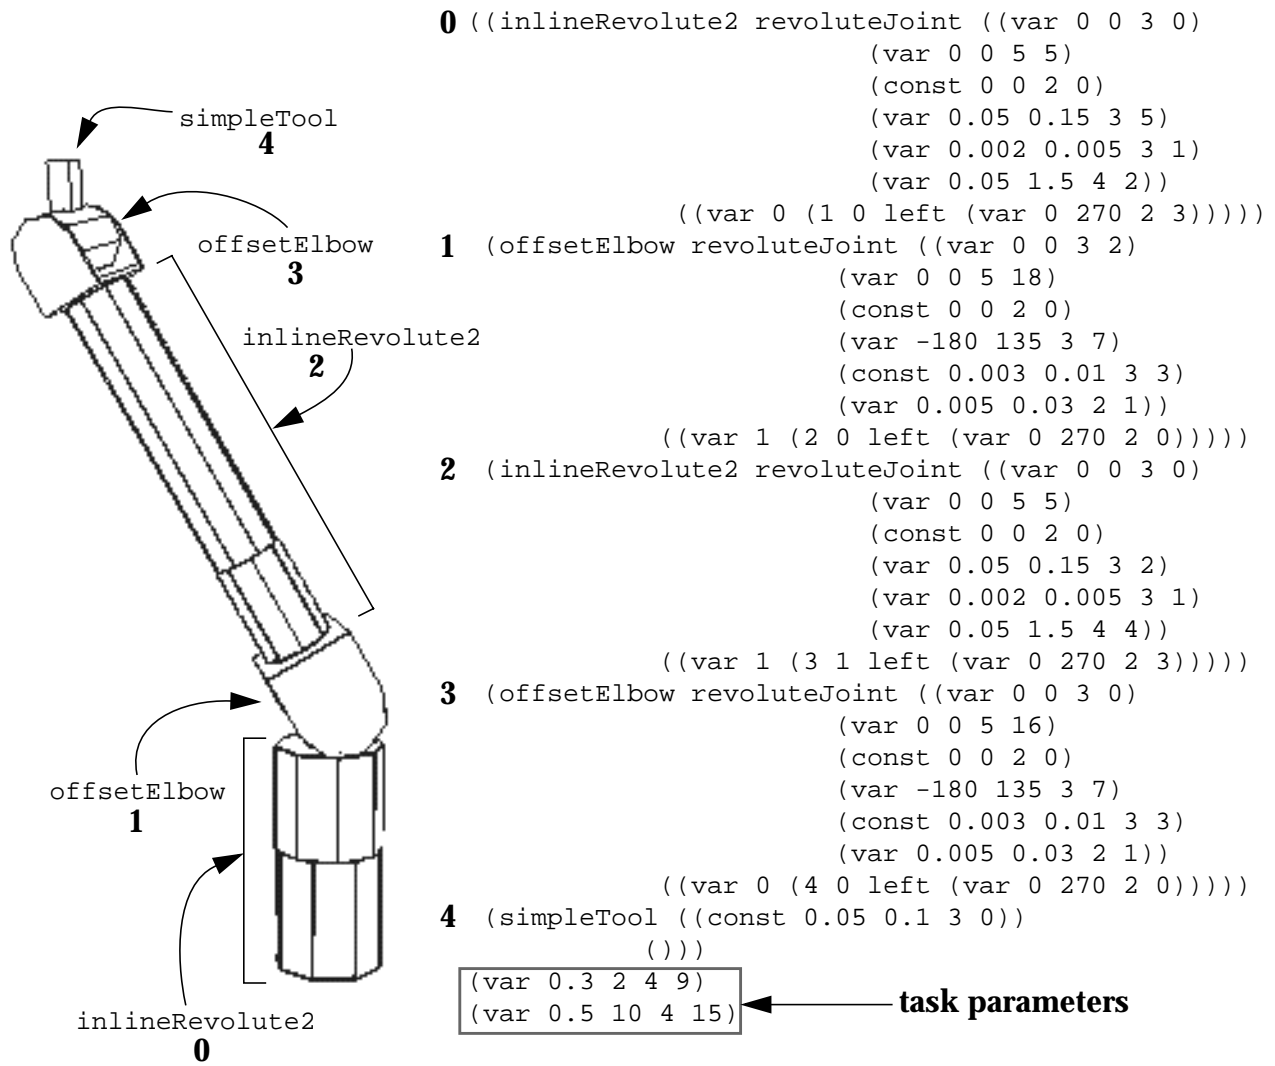 0 ((inlineRevolute2 revoluteJoint ((var 0 0 3 0)
(var 0 0 5 5)
(const 0 0 2 0)
(var 0.05 0.15 3 5)
(var 0.002 0.005 3 1)
(var 0.05 1.5 4 2))
((var 0 (1 0 left (var 0 270 2 3)))))
1 (offsetElbow revoluteJoint ((var 0 0 3 2)
(var 0 0 5 18)
(const 0 0 2 0)
(var -180 135 3 7)
(const 0.003 0.01 3 3)
(var 0.005 0.03 2 1))
((var 1 (2 0 left (var 0 270 2 0)))))
2 (inlineRevolute2 revoluteJoint ((var 0 0 3 0)
(var 0 0 5 5)
(const 0 0 2 0)
(var 0.05 0.15 3 2)
(var 0.002 0.005 3 1)
(var 0.05 1.5 4 4))
((var 1 (3 1 left (var 0 270 2 3)))))
3 (offsetElbow revoluteJoint ((var 0 0 3 0)
(var 0 0 5 16)
(const 0 0 2 0)
(var -180 135 3 7)
(const 0.003 0.01 3 3)
(var 0.005 0.03 2 1))
((var 0 (4 0 left (var 0 270 2 0)))))
4 (simpleTool ((const 0.05 0.1 3 0))
()))
(var 0.3 2 4 9)
(var 0.5 10 4 15)
task parameters
simpleTool
4
offsetElbow
3
inlineRevolute2
2
offsetElbow
1
inlineRevolute2
0